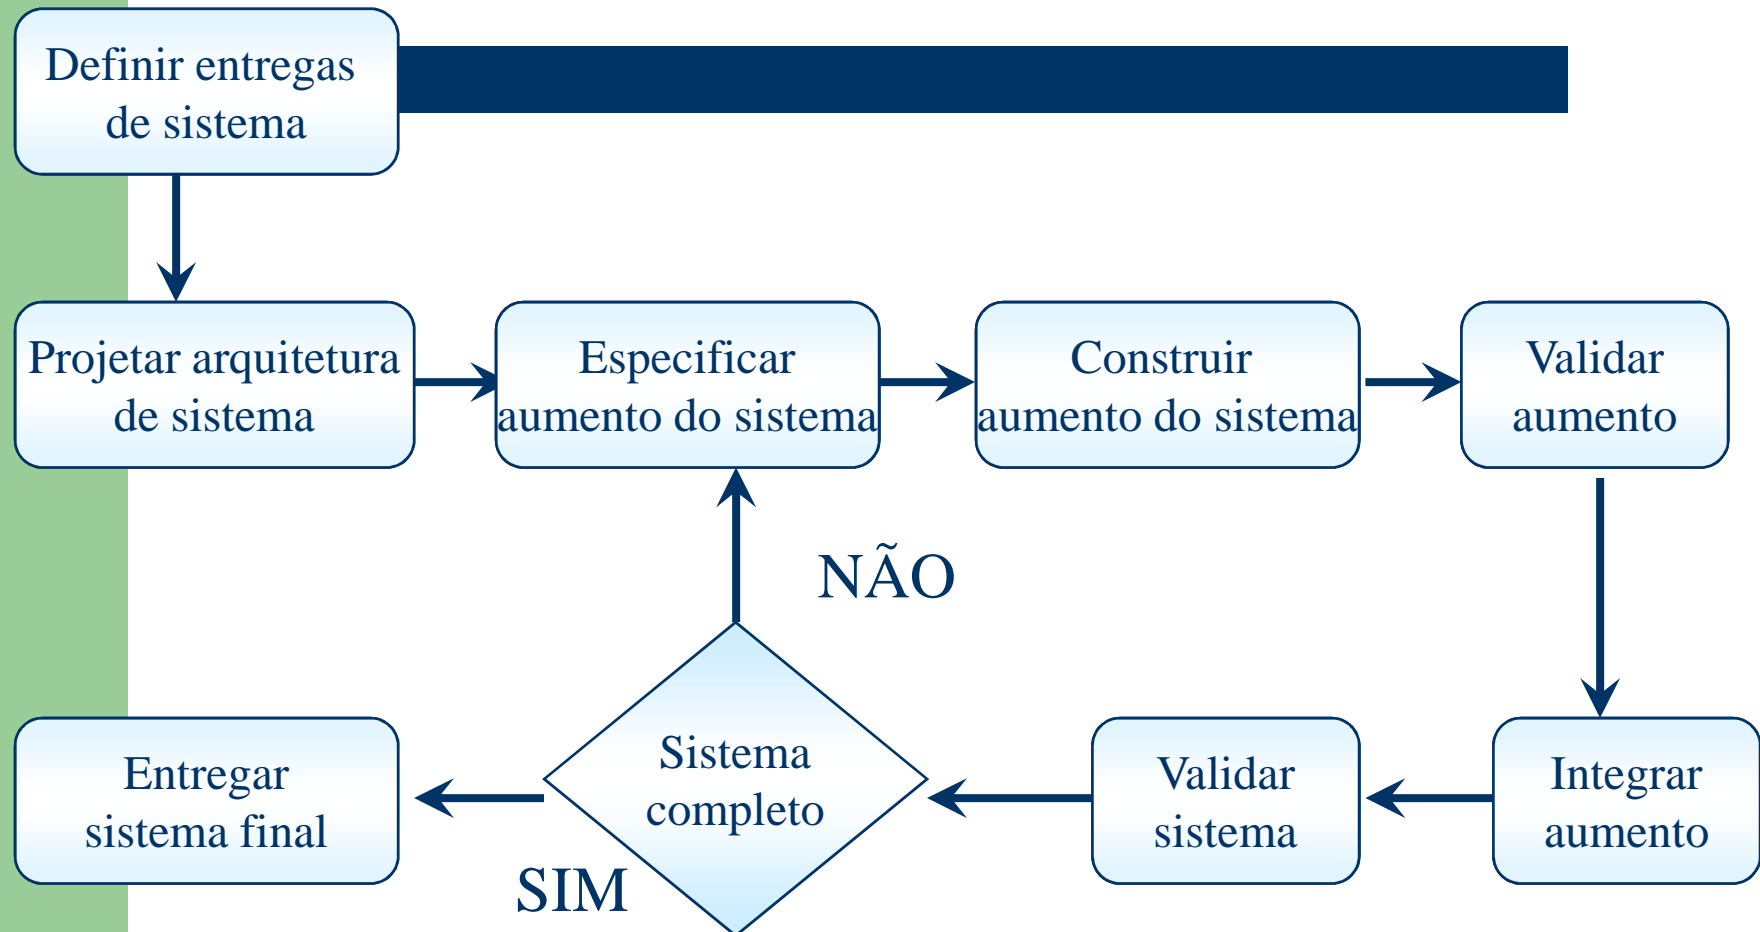 Definir entregas
de sistema
Projetar arquitetura
de sistema
Especificar
aumento do sistema
Construir
aumento do sistema
Validar
aumento
NÃO
Entregar
sistema final
SIM
Sistema
completo
Validar
sistema
Integrar
aumento